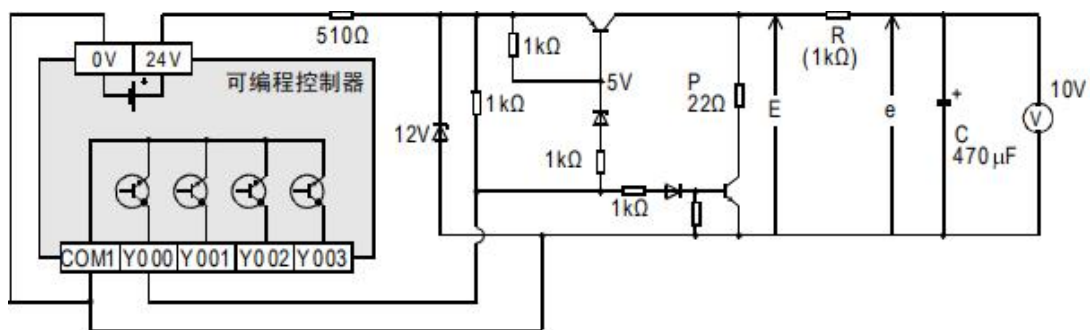 510Ω
1kΩ
R
(1kΩ)
0V
24V
+
可编程控制器
5V
P
22Ω
10V
1kΩ
12V
E
e
+
C
470μF
V
1kΩ
1kΩ
COM1
Y000
Y001
Y002
Y003